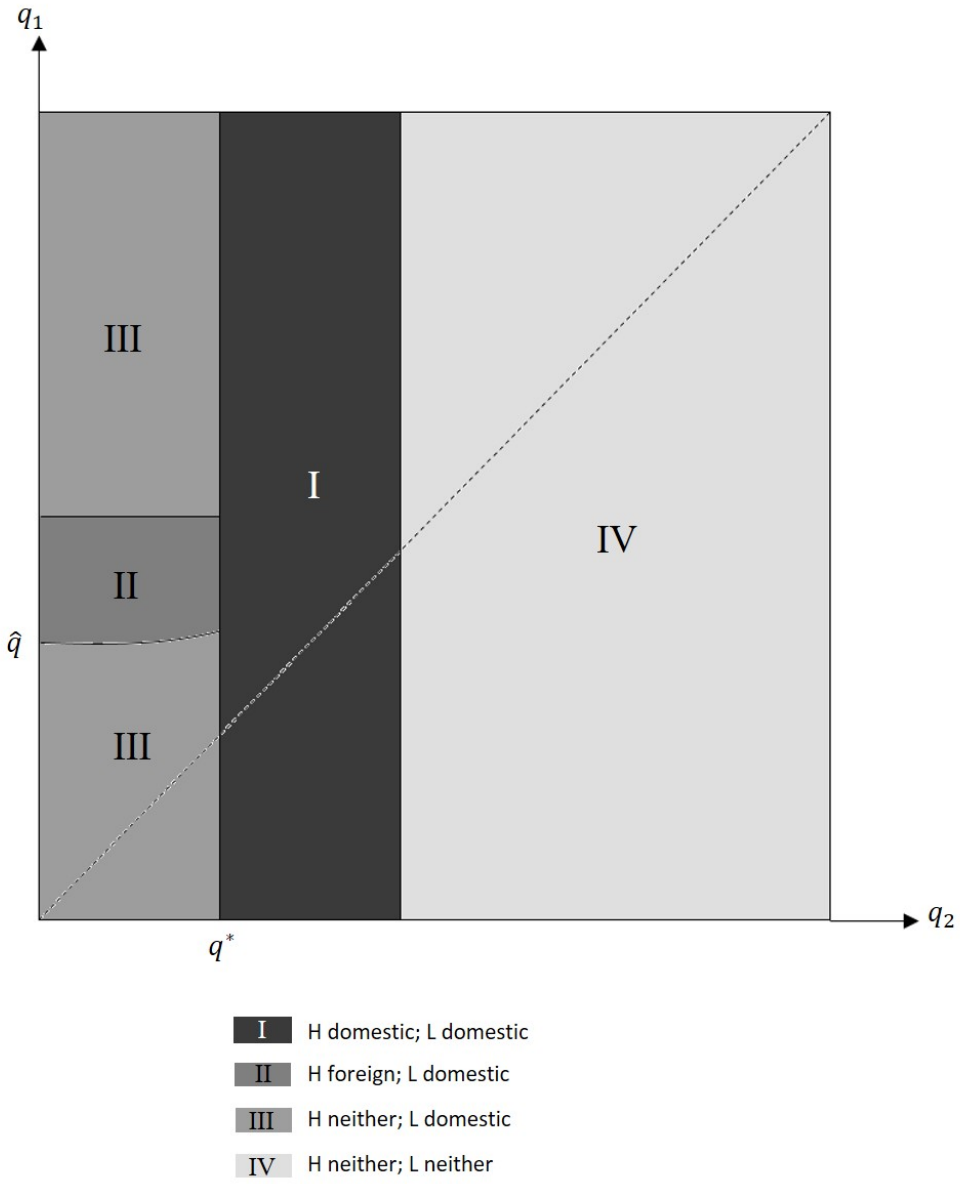 q₁
III
I
IV
II
q̂
III
q₂
q*
I H domestic; L domestic
II H foreign; L domestic
III H neither; L domestic
IV H neither; L neither